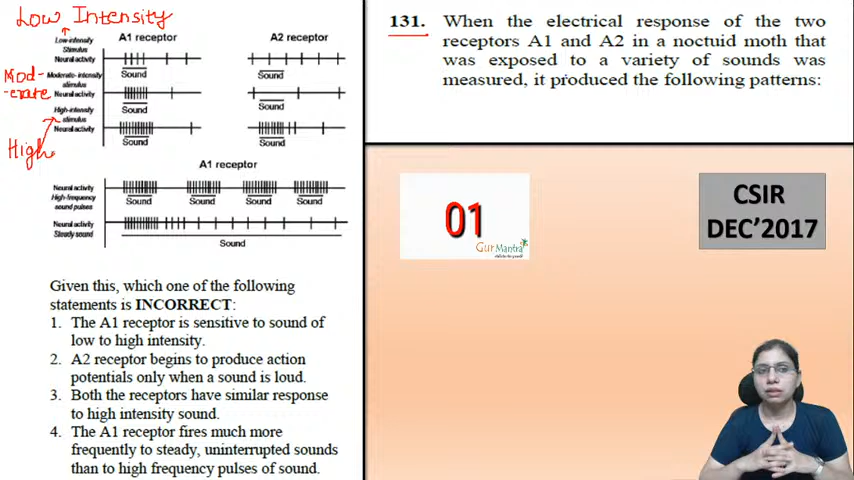 Low Intensity
A1 receptor
A2 receptor
Low-intensity
Stimulus
Neural activity
Sound
Sound
Mod-
-erate
Moderate-intensity
stimulus
Neural activity
Sound
Sound
High-intensity
stimulus
Neural activity
Sound
Sound
High
A1 receptor
Neural activity
High-frequency
sound pulses
Sound
Sound
Sound
Sound
Neural activity
Steady sound
Sound
Given this, which one of the following
statements is INCORRECT:
1. The A1 receptor is sensitive to sound of
low to high intensity.
2. A2 receptor begins to produce action
potentials only when a sound is loud.
3. Both the receptors have similar response
to high intensity sound.
4. The A1 receptor fires much more
frequently to steady, uninterrupted sounds
than to high frequency pulses of sound.
131. When the electrical response of the two
receptors A1 and A2 in a noctuid moth that
was exposed to a variety of sounds was
measured, it produced the following patterns:
01
GurMantra
CSIR
DEC'2017